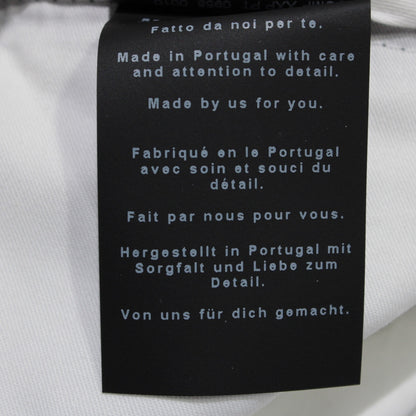 Fatto da noi per te.
Made in Portugal with care
and attention to detail.
Made by us for you.
Fabriqué en le Portugal
avec soin et souci du
détail.
Fait par nous pour vous.
Hergestellt in Portugal mit
Sorgfalt und Liebe zum
Detail.
Von uns für dich gemacht.